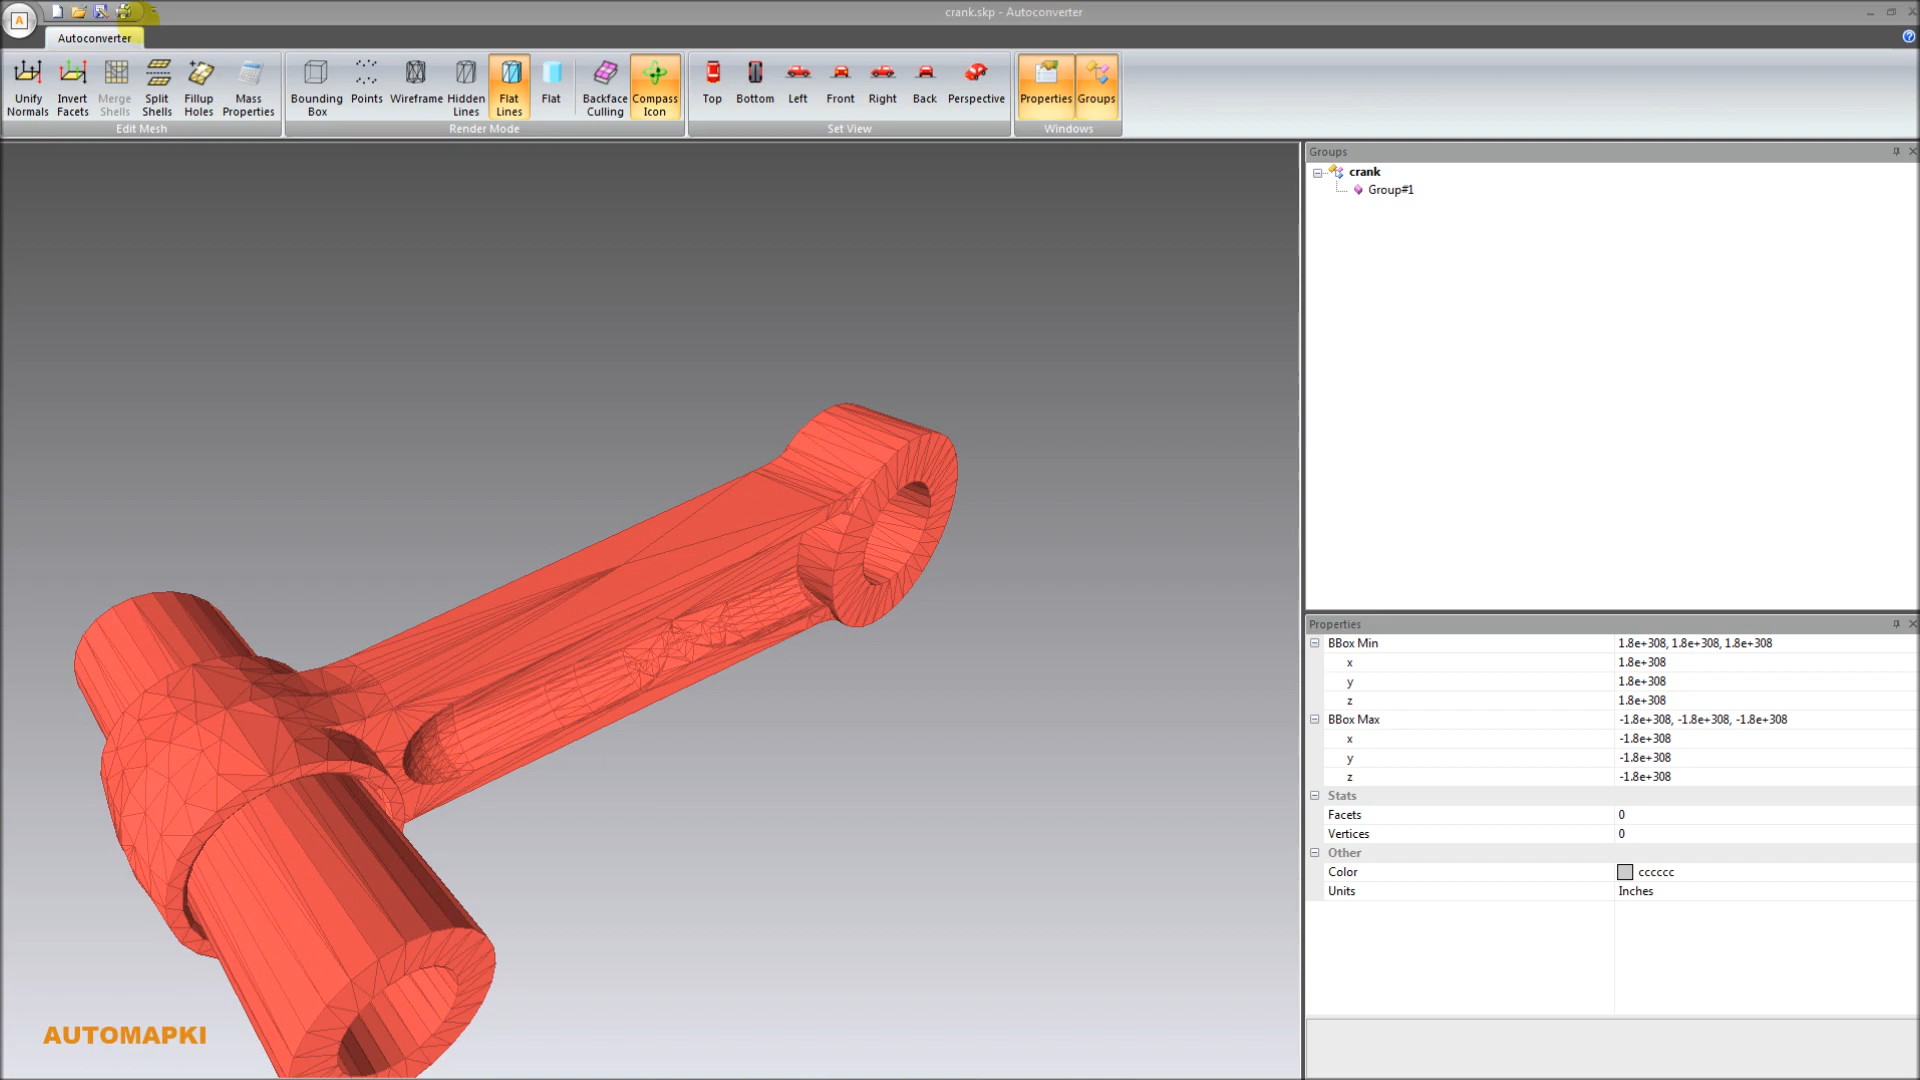 crank.skp - Autoconverter
A
Autoconverter
Unify Normals
Invert Facets
Merge Shells
Split Shells
Fillup Holes
Mass Properties
Edit Mesh
Bounding Box
Points
Wireframe
Hidden Lines
Flat Lines
Flat
Backface Culling
Compass Icon
Render Mode
Top
Bottom
Left
Front
Right
Back
Perspective
Set View
Properties
Groups
Windows
Groups
crank
Group#1
Properties
BBox Min 1.8e+308, 1.8e+308, 1.8e+308
x 1.8e+308
y 1.8e+308
z 1.8e+308
BBox Max -1.8e+308, -1.8e+308, -1.8e+308
x -1.8e+308
y -1.8e+308
z -1.8e+308
Stats
Facets 0
Vertices 0
Other
Color cccccc
Units Inches
AUTOMAPKI